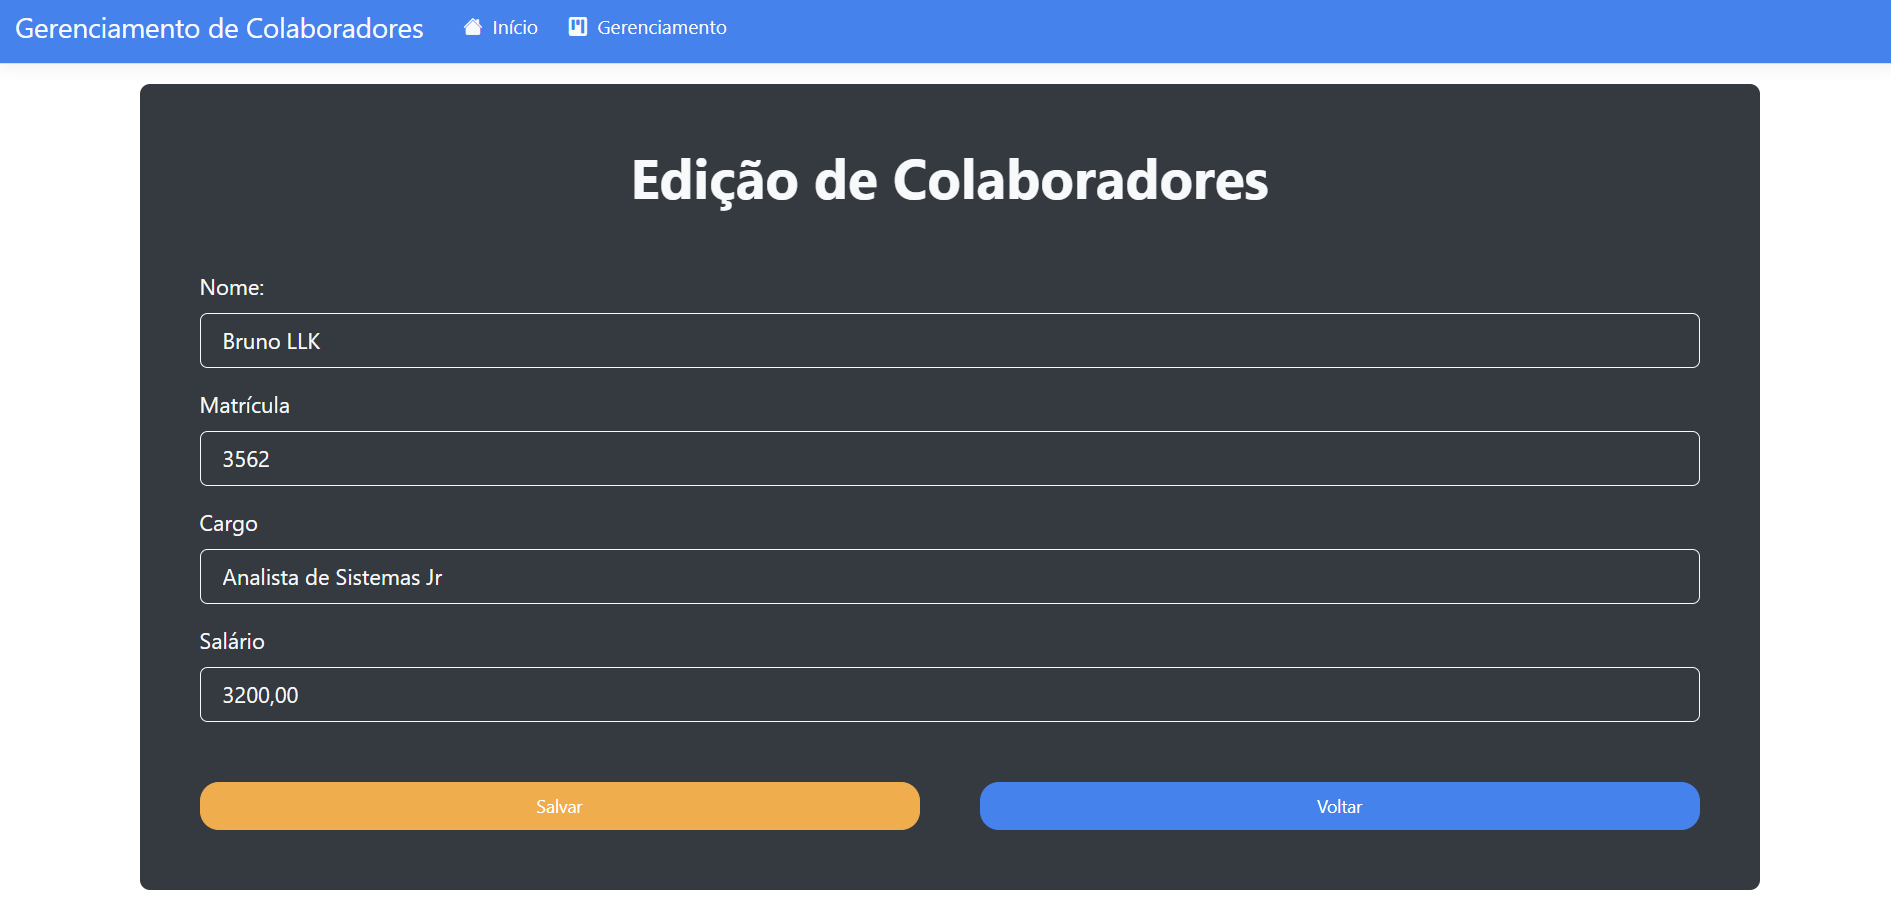 Gerenciamento de Colaboradores Início Gerenciamento
Edição de Colaboradores
Nome:
Bruno LLK
Matrícula
3562
Cargo
Analista de Sistemas Jr
Salário
3200,00
Salvar Voltar